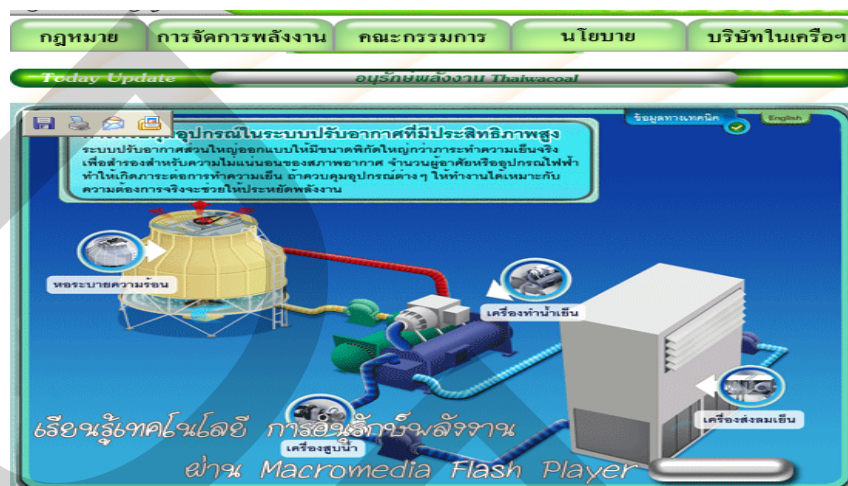 กฎหมาย การจัดการพลังงาน คณะกรรมการ นโยบาย บริษัทในเครือฯ
Today Update อนุรักษ์พลังงาน Thaiwacoal
ข้อมูลทางเทคนิค English
อุปกรณ์ในระบบปรับอากาศที่มีประสิทธิภาพสูง
ระบบปรับอากาศส่วนใหญ่ออกแบบให้มีขนาดพิกัดใหญ่กว่าภาระทำความเย็นจริง
เพื่อสำรองสำหรับความไม่แน่นอนของสภาพอากาศ จำนวนผู้อาศัยหรืออุปกรณ์ไฟฟ้า
ทำให้เกิดภาระต่อการทำความเย็น ถ้าควบคุมอุปกรณ์ต่างๆ ให้ทำงานได้เหมาะกับ
ความต้องการจริงจะช่วยให้ประหยัดพลังงาน
หอระบายความร้อน
เครื่องทำน้ำเย็น
เครื่องส่งลมเย็น
เครื่องสูบน้ำ
เรียนรู้เทคโนโลยี การอนุรักษ์พลังงาน
ผ่าน Macromedia Flash Player